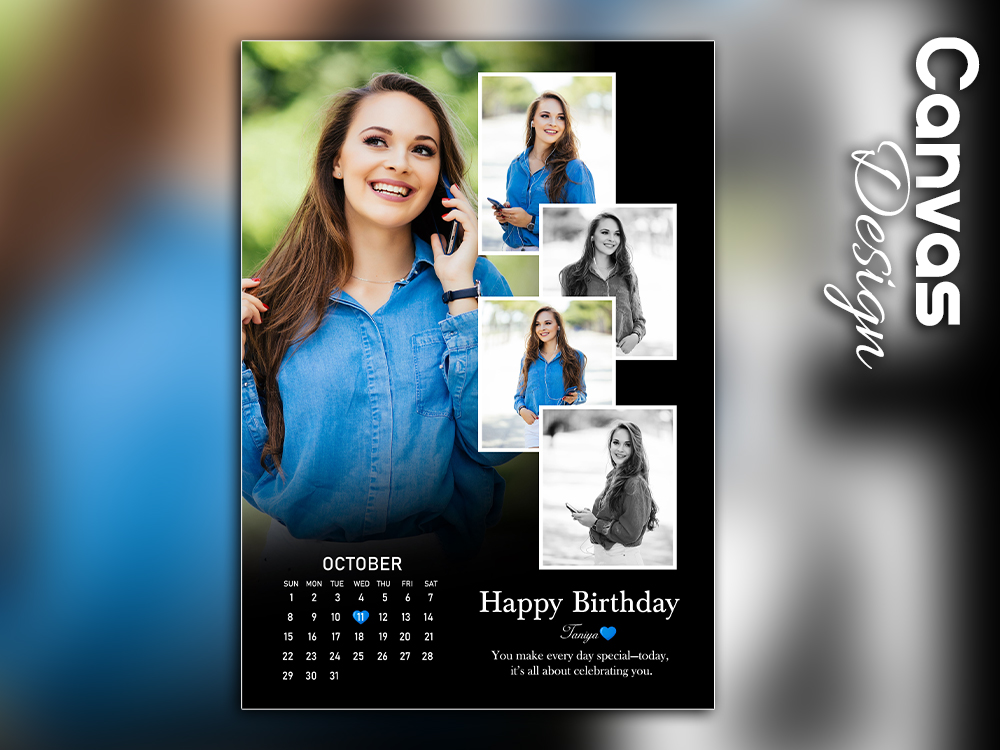 Canvas
Design
OCTOBER
SUN MON TUE WED THU FRI SAT
1 2 3 4 5 6 7
8 9 10 11 12 13 14
15 16 17 18 19 20 21
22 23 24 25 26 27 28
29 30 31
Happy Birthday
Taniya
You make every day special—today,
it's all about celebrating you.